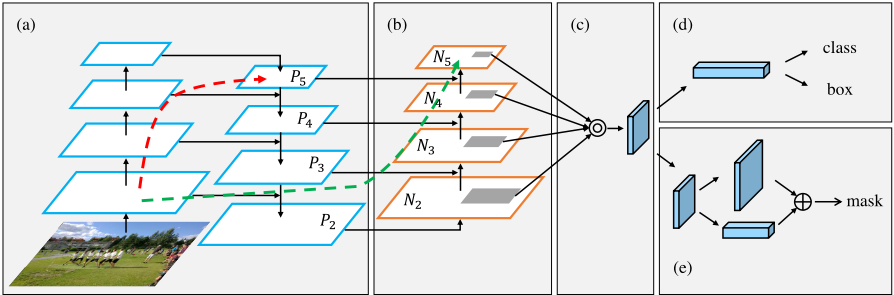 (a)
P5
P4
P3
P2
(b)
N5
N4
N3
N2
(c)
(d)
class
box
mask
(e)